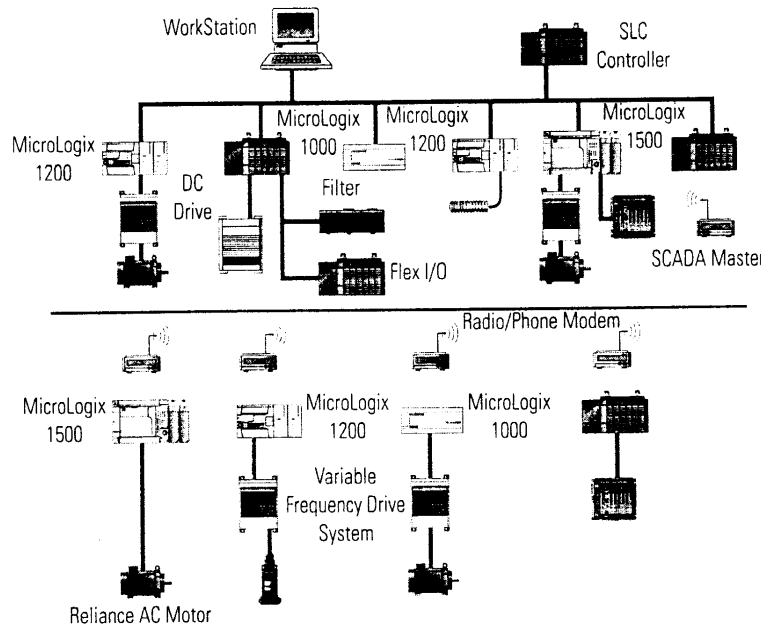 WorkStation
SLC
Controller
MicroLogix
1200
MicroLogix
1000
MicroLogix
1200
MicroLogix
1500
DC
Drive
Filter
Flex I/O
SCADA Master
Radio/Phone Modem
MicroLogix
1500
MicroLogix
1200
MicroLogix
1000
Variable
Frequency Drive
System
Reliance AC Motor